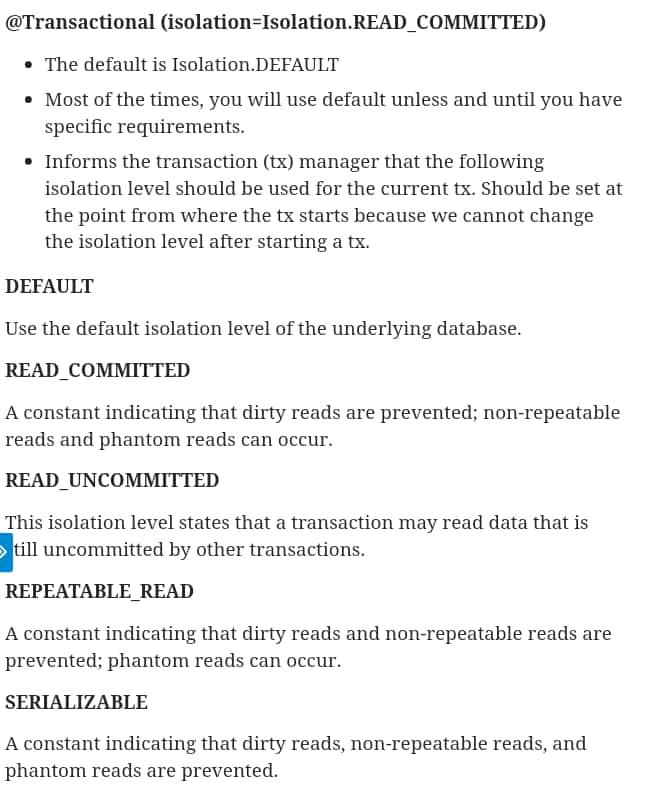 @Transactional (isolation=Isolation.READ_COMMITTED)
• The default is Isolation.DEFAULT
• Most of the times, you will use default unless and until you have
specific requirements.
• Informs the transaction (tx) manager that the following
isolation level should be used for the current tx. Should be set at
the point from where the tx starts because we cannot change
the isolation level after starting a tx.
DEFAULT
Use the default isolation level of the underlying database.
READ_COMMITTED
A constant indicating that dirty reads are prevented; non-repeatable
reads and phantom reads can occur.
READ_UNCOMMITTED
This isolation level states that a transaction may read data that is
till uncommitted by other transactions.
REPEATABLE_READ
A constant indicating that dirty reads and non-repeatable reads are
prevented; phantom reads can occur.
SERIALIZABLE
A constant indicating that dirty reads, non-repeatable reads, and
phantom reads are prevented.